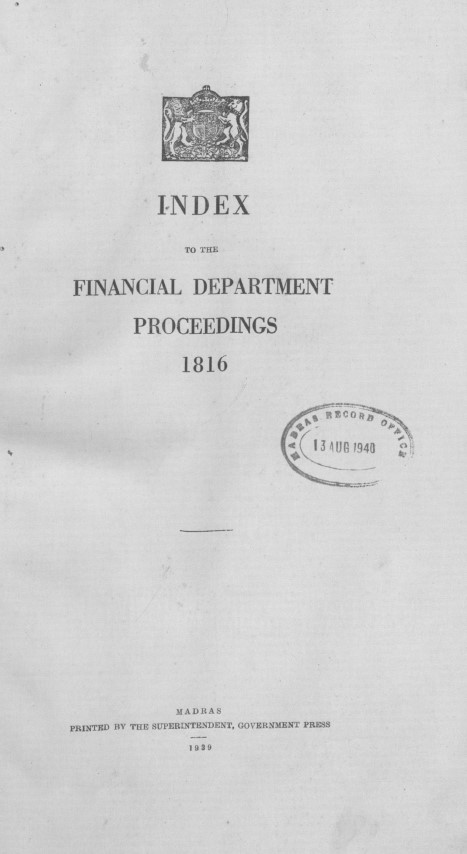 INDEX
TO THE
FINANCIAL DEPARTMENT
PROCEEDINGS
1816
MADRAS RECORD OFFICE
13 AUG 1940
MADRAS
PRINTED BY THE SUPERINTENDENT, GOVERNMENT PRESS
1939